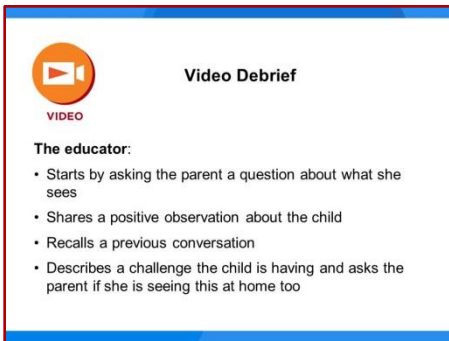 Video Debrief
VIDEO
The educator:
• Starts by asking the parent a question about what she
sees
• Shares a positive observation about the child
• Recalls a previous conversation
• Describes a challenge the child is having and asks the
parent if she is seeing this at home too